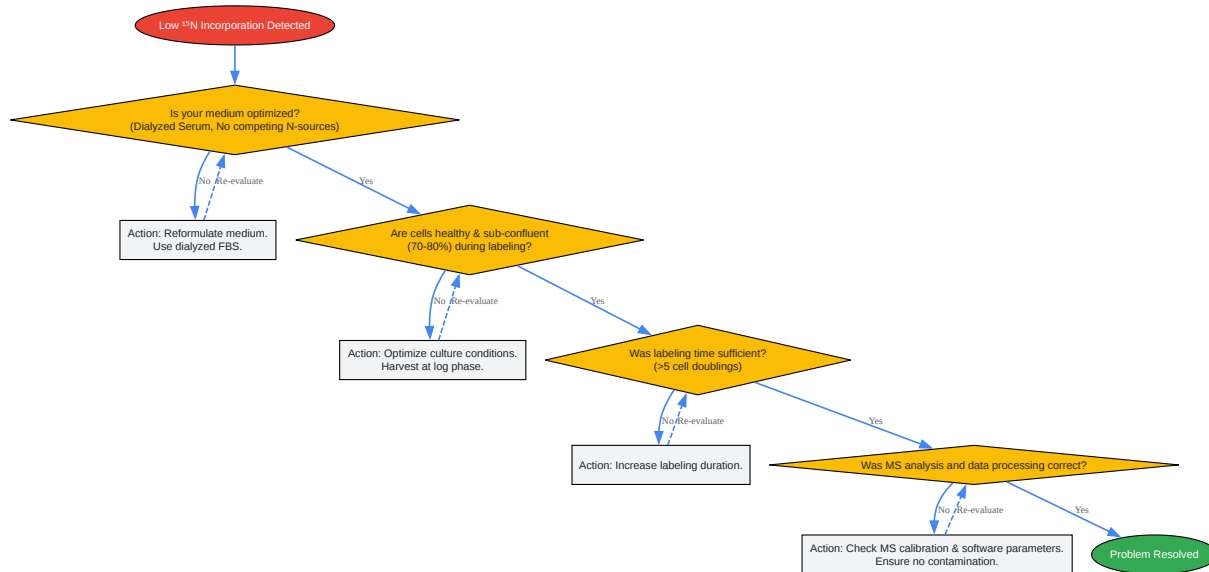 Low ¹⁵N Incorporation Detected
Is your medium optimized?
(Dialyzed Serum, No competing N-sources)
No
Re-evaluate
Yes
Action: Reformulate medium.
Use dialyzed FBS.
Are cells healthy & sub-confluent
(70-80%) during labeling?
No
Re-evaluate
Yes
Action: Optimize culture conditions.
Harvest at log phase.
Was labeling time sufficient?
(>5 cell doublings)
No
Re-evaluate
Yes
Action: Increase labeling duration.
Was MS analysis and data processing correct?
No
Re-evaluate
Yes
Action: Check MS calibration & software parameters.
Ensure no contamination.
Problem Resolved